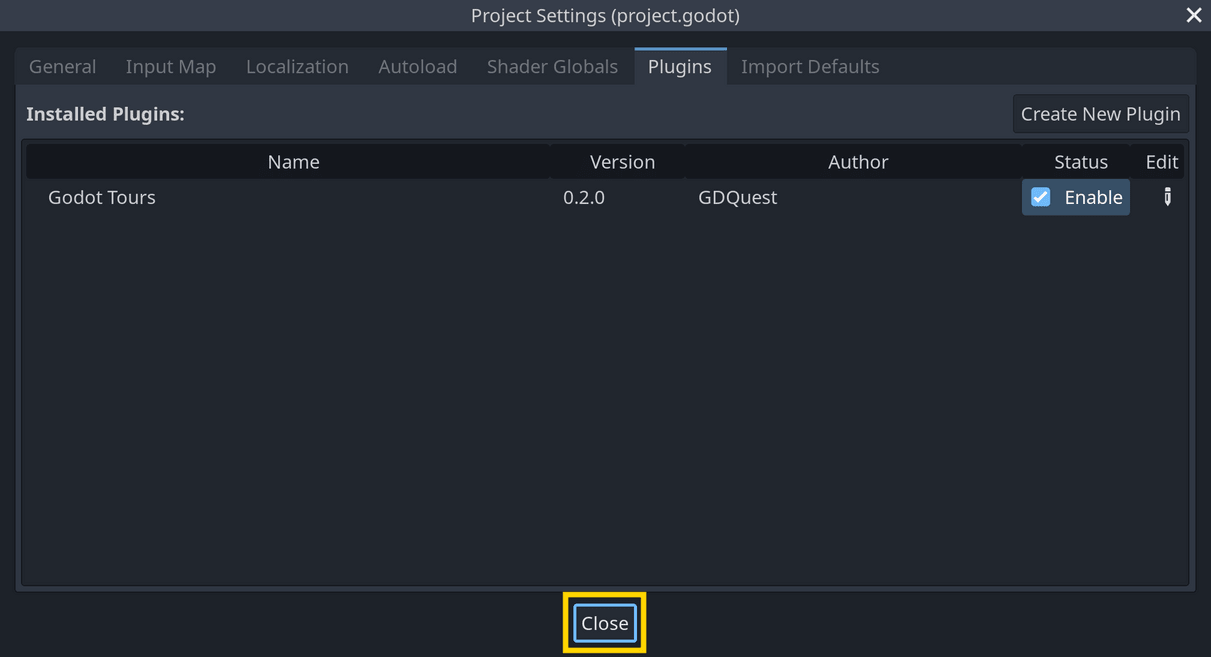 Project Settings (project.godot)
General Input Map Localization Autoload Shader Globals Plugins Import Defaults
Installed Plugins: Create New Plugin
Name Version Author Status Edit
Godot Tours 0.2.0 GDQuest Enable
Close